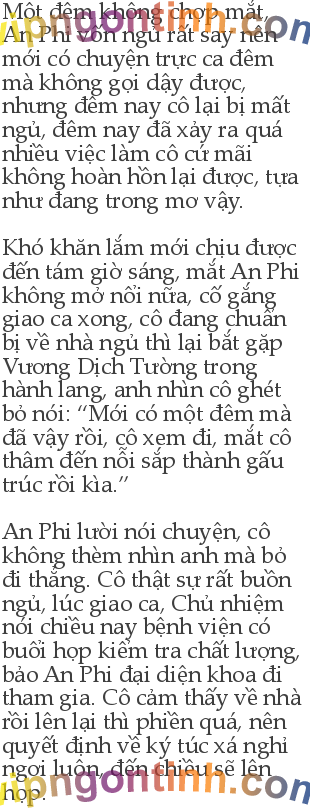 Một đêm không chợp mắt,
An Phi vốn ngủ rất say nên
mới có chuyện trực ca đêm
mà không gọi dậy được,
nhưng đêm nay cô lại bị mất
ngủ, đêm nay đã xảy ra quá
nhiều việc làm cô cứ mãi
không hoàn hồn lại được, tựa
như đang trong mơ vậy.
Khó khăn lắm mới chịu được
đến tám giờ sáng, mắt An Phi
không mở nổi nữa, cố gắng
giao ca xong, cô đang chuẩn
bị về nhà ngủ thì lại bắt gặp
Vương Dịch Tường trong
hành lang, anh nhìn cô ghét
bỏ nói: “Mới có một đêm mà
đã vậy rồi, cô xem đi, mắt cô
thâm đến nỗi sắp thành gấu
trúc rồi kìa.”
An Phi lười nói chuyện, cô
không thèm nhìn anh mà bỏ
đi thẳng. Cô thật sự rất buồn
ngủ, lúc giao ca, Chủ nhiệm
nói chiều nay bệnh viện có
buổi họp kiểm tra chất lượng,
bảo An Phi đại diện khoa đi
tham gia. Cô cảm thấy về nhà
rồi lên lại thì phiền quá, nên
quyết định về ký túc xá nghỉ
ngơi luôn, đến chiều sẽ lên
họp.